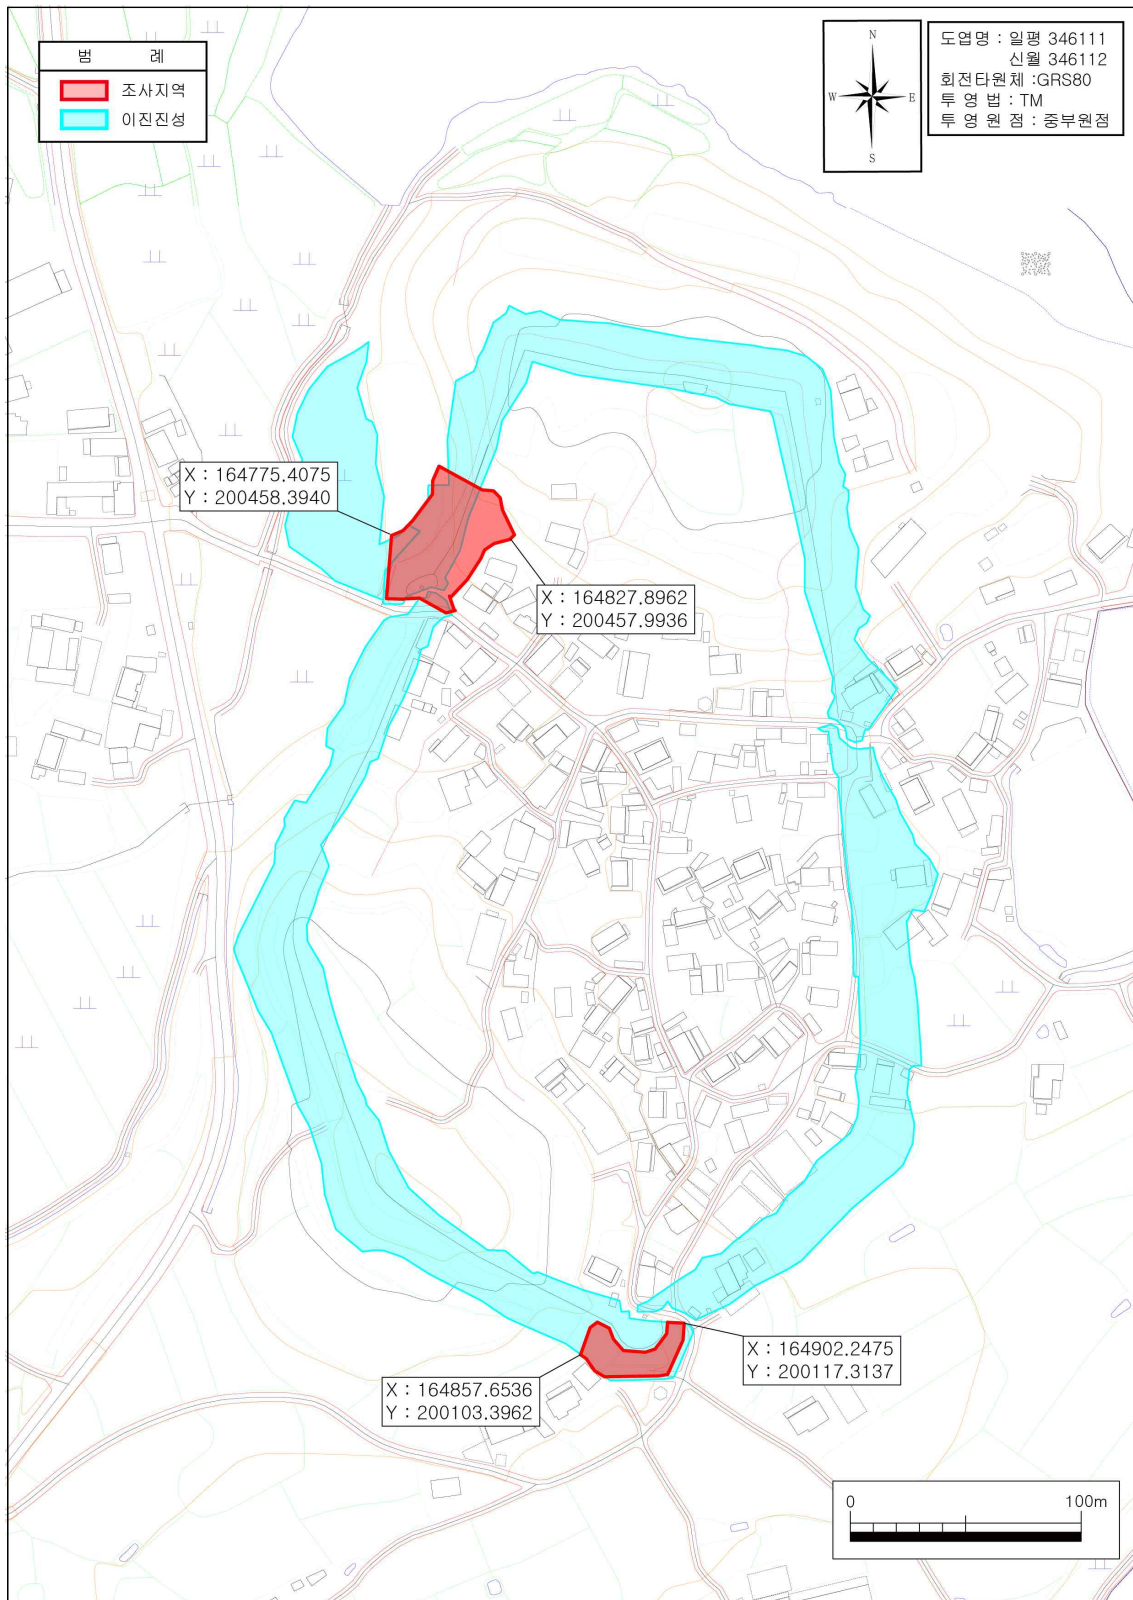 범 례
조사지역
이진진성
N
W E
S
도엽명 : 일평 346111
신월 346112
회전타원체 :GRS80
투 영 법 : TM
투 영 원 점 : 중부원점
X : 164775.4075
Y : 200458.3940
X : 164827.8962
Y : 200457.9936
X : 164902.2475
Y : 200117.3137
X : 164857.6536
Y : 200103.3962
0 100m